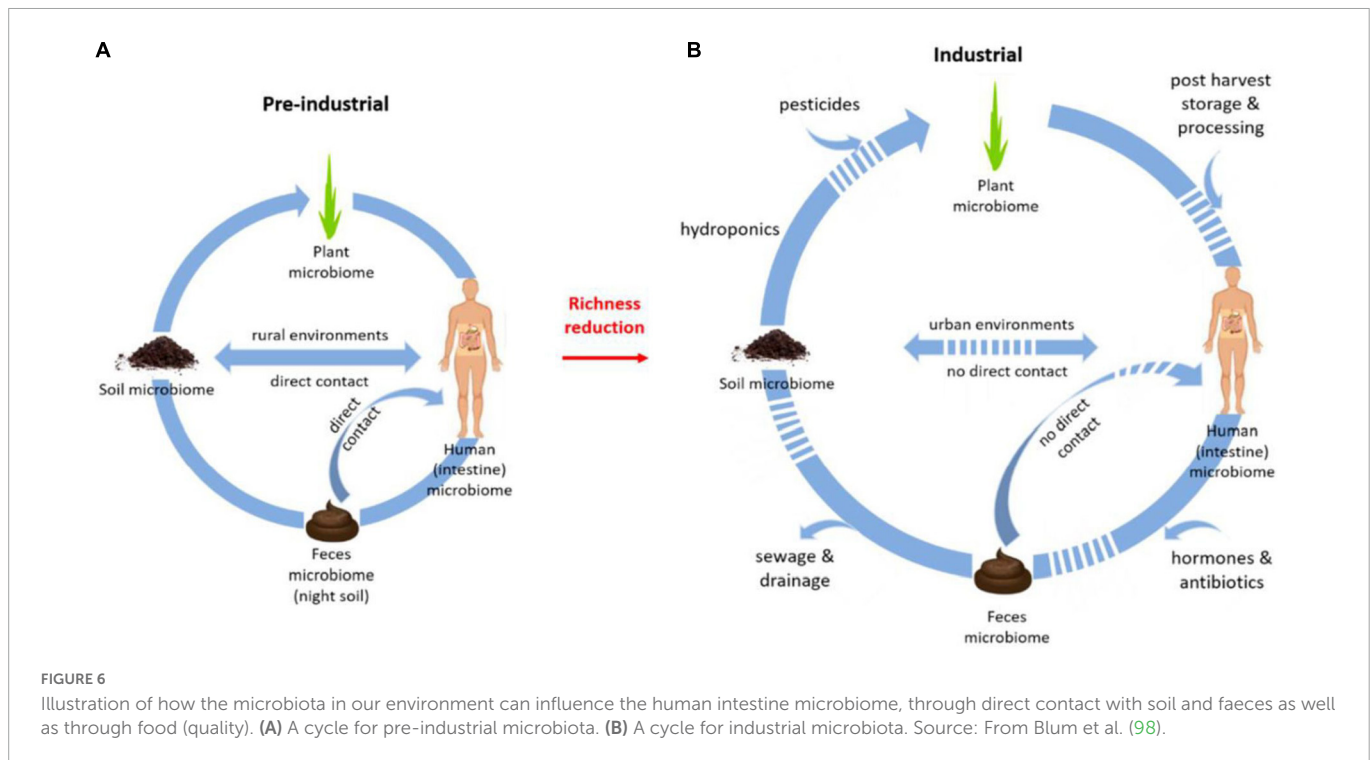 A
Pre-industrial
Plant
microbiome
rural environments
direct contact
Soil microbiome
direct
contact
Human
(intestine)
microbiome
Feces
microbiome
(night soil)
Richness
reduction
B
Industrial
pesticides
post harvest
storage &
processing
Plant
microbiome
hydroponics
urban environments
no direct contact
Soil microbiome
no direct
contact
Human
(intestine)
microbiome
sewage &
drainage
hormones &
antibiotics
Feces
microbiome
FIGURE 6
Illustration of how the microbiota in our environment can influence the human intestine microbiome, through direct contact with soil and faeces as well
as through food (quality). (A) A cycle for pre-industrial microbiota. (B) A cycle for industrial microbiota. Source: From Blum et al. (98).